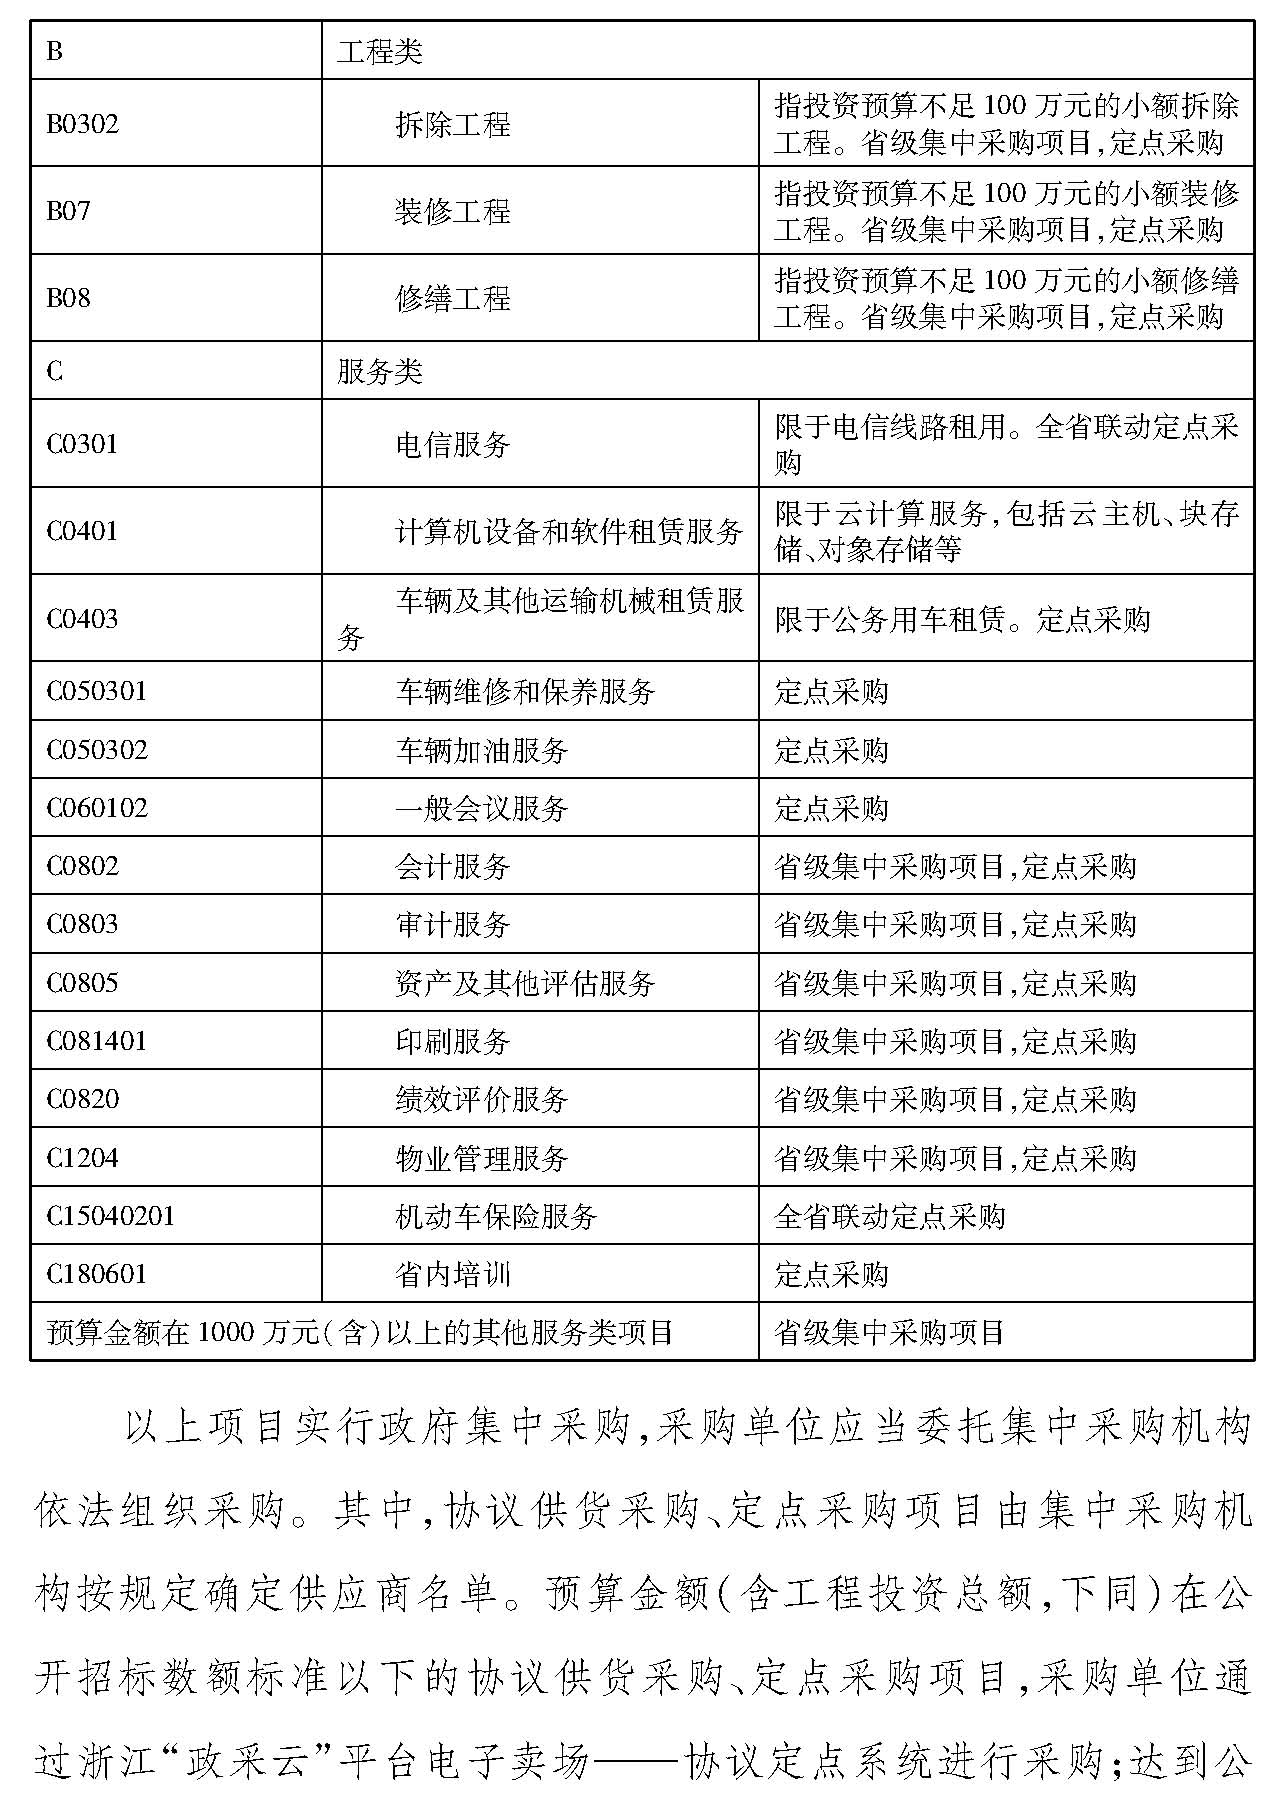 B 工程类
B0302 拆除工程 指投资预算不足 100 万元的小额拆除
工程。省级集中采购项目,定点采购
B07 装修工程 指投资预算不足 100 万元的小额装修
工程。省级集中采购项目,定点采购
B08 修缮工程 指投资预算不足 100 万元的小额修缮
工程。省级集中采购项目,定点采购
C 服务类
C0301 电信服务 限于电信线路租用。全省联动定点采
购
C0401 计算机设备和软件租赁服务 限于云计算服务,包括云主机、块存
储、对象存储等
C0403 车辆及其他运输机械租赁服
务 限于公务用车租赁。定点采购
C050301 车辆维修和保养服务 定点采购
C050302 车辆加油服务 定点采购
C060102 一般会议服务 定点采购
C0802 会计服务 省级集中采购项目,定点采购
C0803 审计服务 省级集中采购项目,定点采购
C0805 资产及其他评估服务 省级集中采购项目,定点采购
C081401 印刷服务 省级集中采购项目,定点采购
C0820 绩效评价服务 省级集中采购项目,定点采购
C1204 物业管理服务 省级集中采购项目,定点采购
C15040201 机动车保险服务 全省联动定点采购
C180601 省内培训 定点采购
预算金额在 1000 万元(含)以上的其他服务类项目 省级集中采购项目
以上项目实行政府集中采购,采购单位应当委托集中采购机构
依法组织采购。其中,协议供货采购、定点采购项目由集中采购机
构按规定确定供应商名单。预算金额(含工程投资总额,下同)在公
开招标数额标准以下的协议供货采购、定点采购项目,采购单位通
过浙江“政采云”平台电子卖场——协议定点系统进行采购;达到公